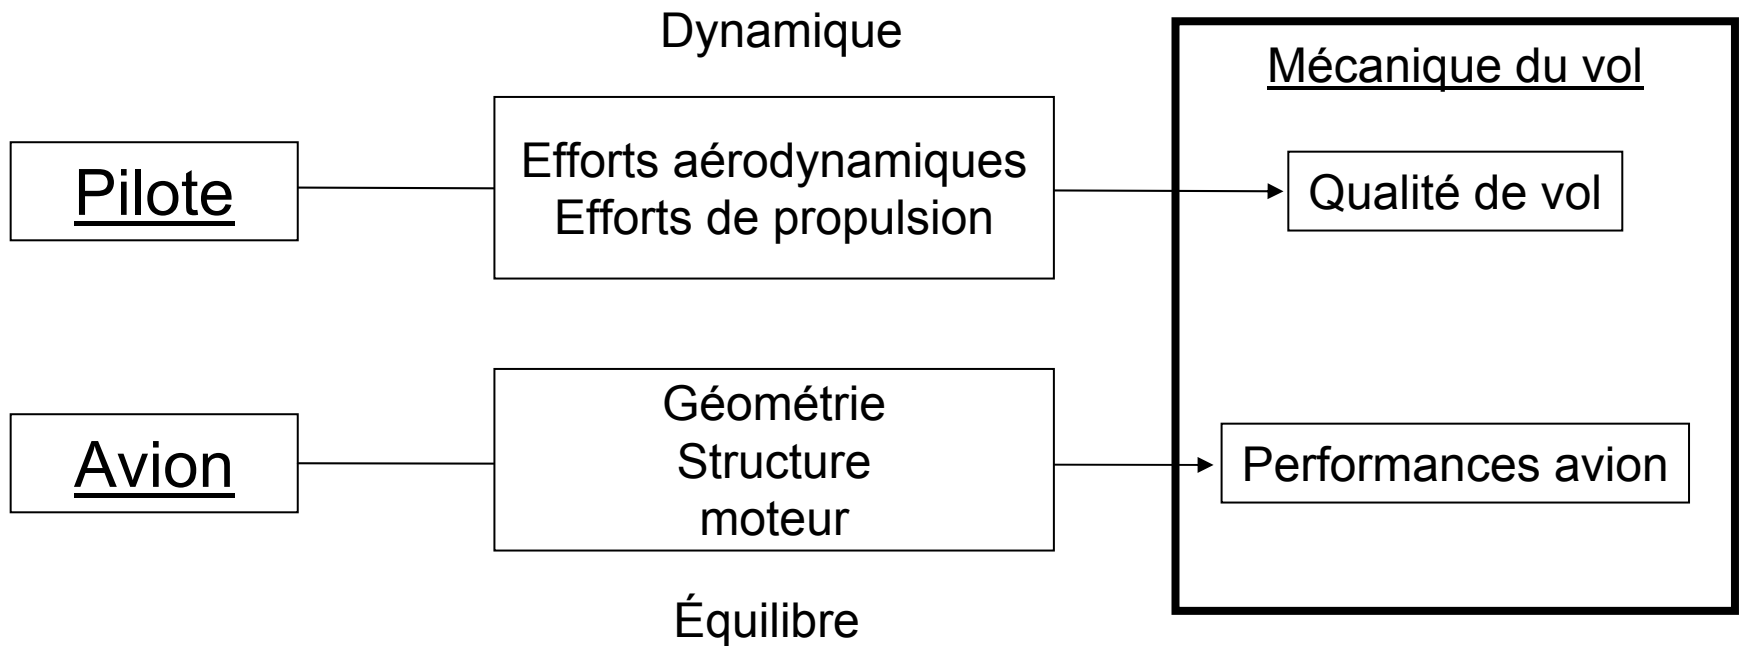 Dynamique
Mécanique du vol
Pilote
Efforts aérodynamiques
Efforts de propulsion
Qualité de vol
Avion
Géométrie
Structure
moteur
Performances avion
Équilibre